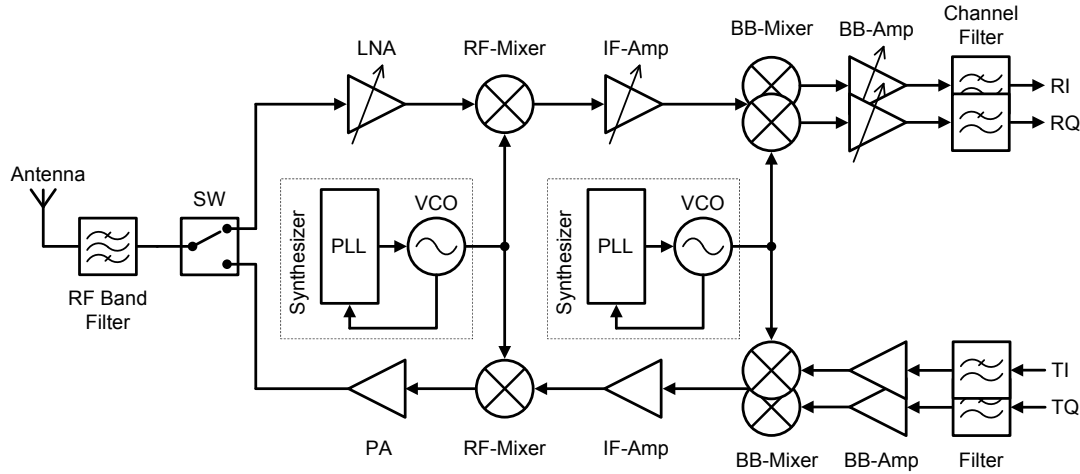 Channel
Filter
LNA
RF-Mixer
IF-Amp
BB-Mixer
BB-Amp
RI
RQ
Antenna
SW
RF Band
Filter
Synthesizer
PLL
VCO
Synthesizer
PLL
VCO
TI
TQ
PA
RF-Mixer
IF-Amp
BB-Mixer
BB-Amp
Filter